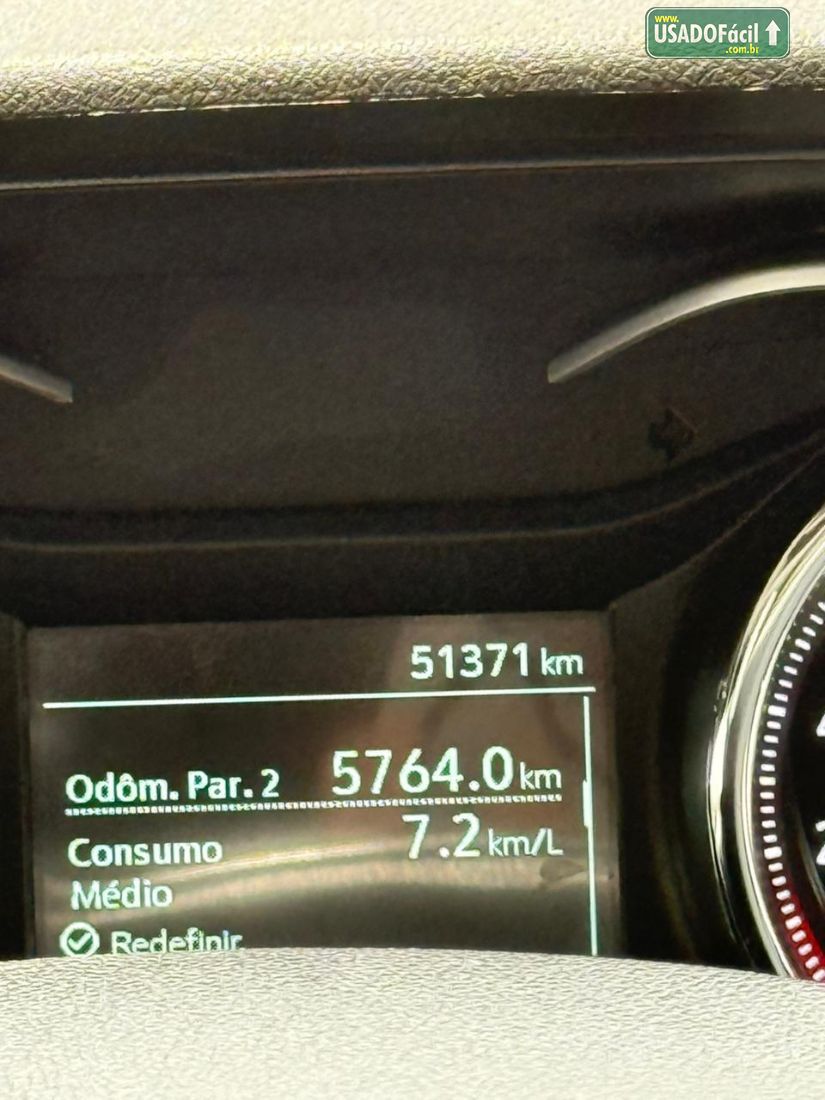 www.
USADOFácil
.com.br
51371 km
Odôm. Par. 2 5764.0 km
Consumo 7.2 km/L
Médio
Redefinir